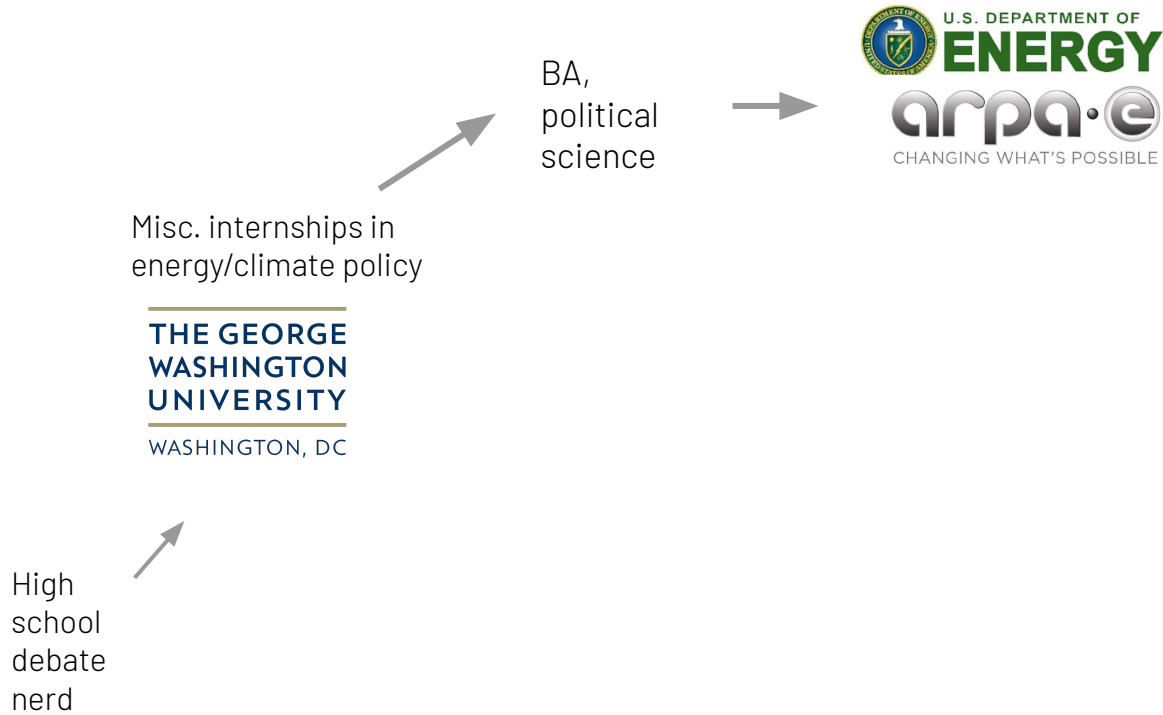 High
school
debate
nerd
Misc. internships in
energy/climate policy
THE GEORGE
WASHINGTON
UNIVERSITY
WASHINGTON, DC
BA,
political
science
U.S. DEPARTMENT OF
ENERGY
arpa·e
CHANGING WHAT'S POSSIBLE